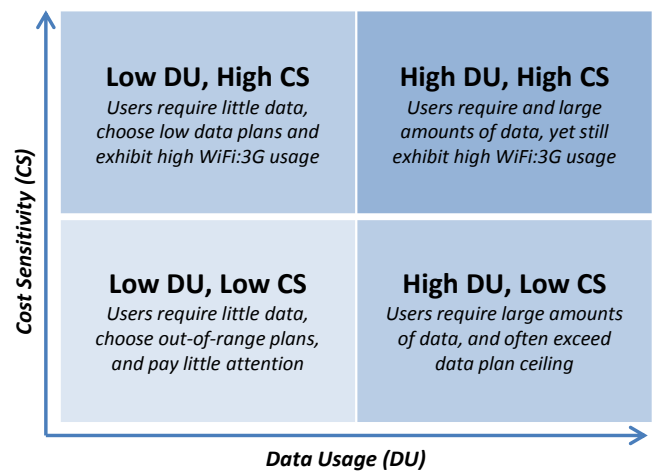 Low DU, High CS
Users require little data,
choose low data plans and
exhibit high WiFi:3G usage
High DU, High CS
Users require and large
amounts of data, yet still
exhibit high WiFi:3G usage
Cost Sensitivity (CS)
Low DU, Low CS
Users require little data,
choose out-of-range plans,
and pay little attention
High DU, Low CS
Users require large amounts
of data, and often exceed
data plan ceiling
Data Usage (DU)